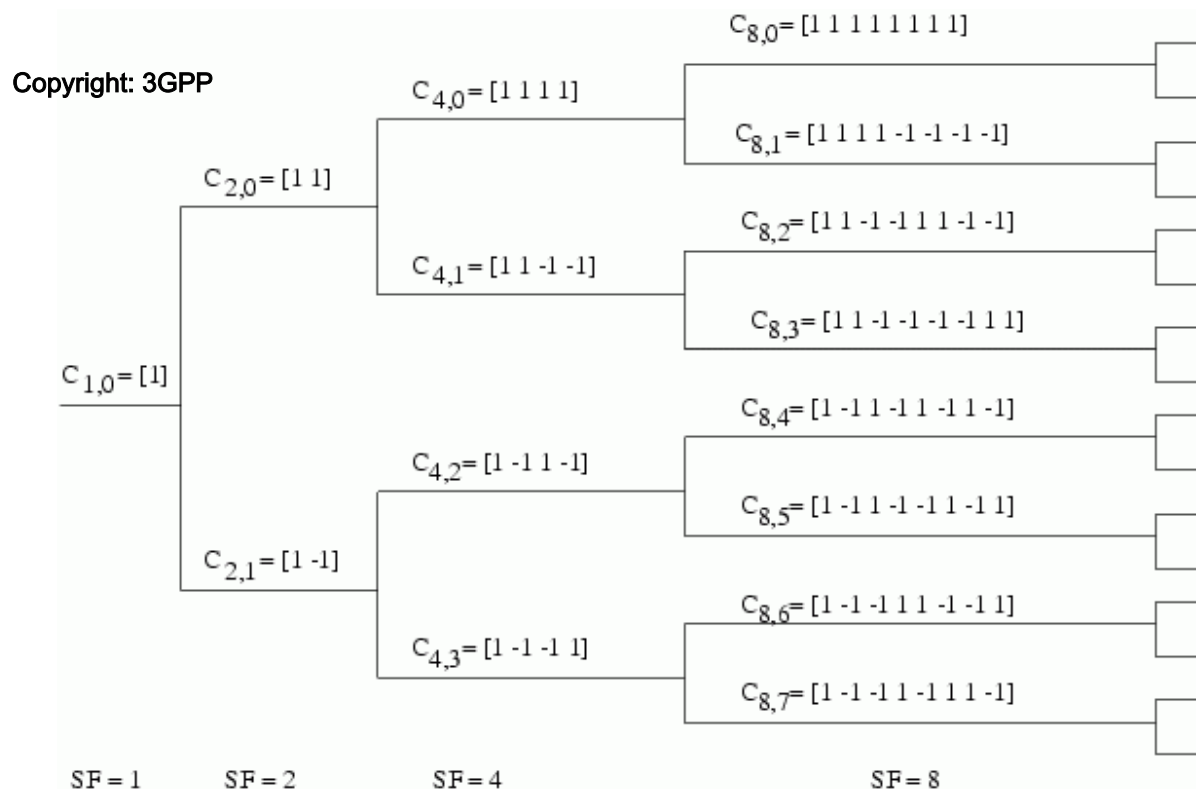 Copyright: 3GPP
C8,0= [1 1 1 1 1 1 1 1]
C4,0= [1 1 1 1]
C8,1= [1 1 1 1 -1 -1 -1 -1]
C2,0= [1 1]
C8,2= [1 1 -1 -1 1 1 -1 -1]
C4,1= [1 1 -1 -1]
C8,3= [1 1 -1 -1 -1 -1 1 1]
C1,0= [1]
C8,4= [1 -1 1 -1 1 -1 1 -1]
C4,2= [1 -1 1 -1]
C8,5= [1 -1 1 -1 -1 1 -1 1]
C2,1= [1 -1]
C8,6= [1 -1 -1 1 1 -1 -1 1]
C4,3= [1 -1 -1 1]
C8,7= [1 -1 -1 1 -1 1 1 -1]
SF = 1 SF = 2 SF = 4 SF = 8